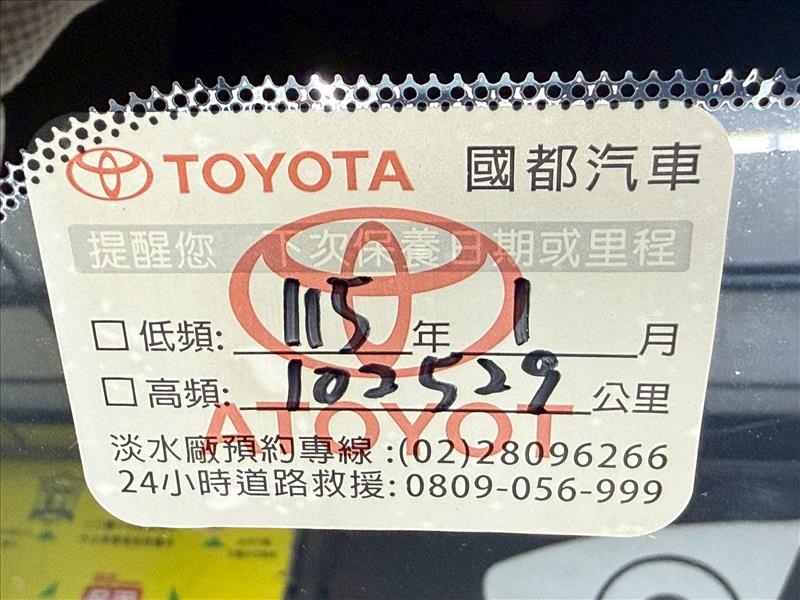 TOYOTA 國都汽車
提醒您 下次保養日期或里程
□ 低頻: 115 年 1 月
□ 高頻: 102529 公里
ATOYOT
淡水廠預約專線:(02)28096266
24小時道路救援: 0809-056-999